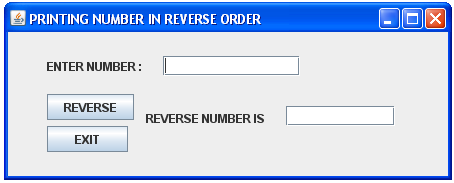 PRINTING NUMBER IN REVERSE ORDER
ENTER NUMBER :
REVERSE
REVERSE NUMBER IS
EXIT